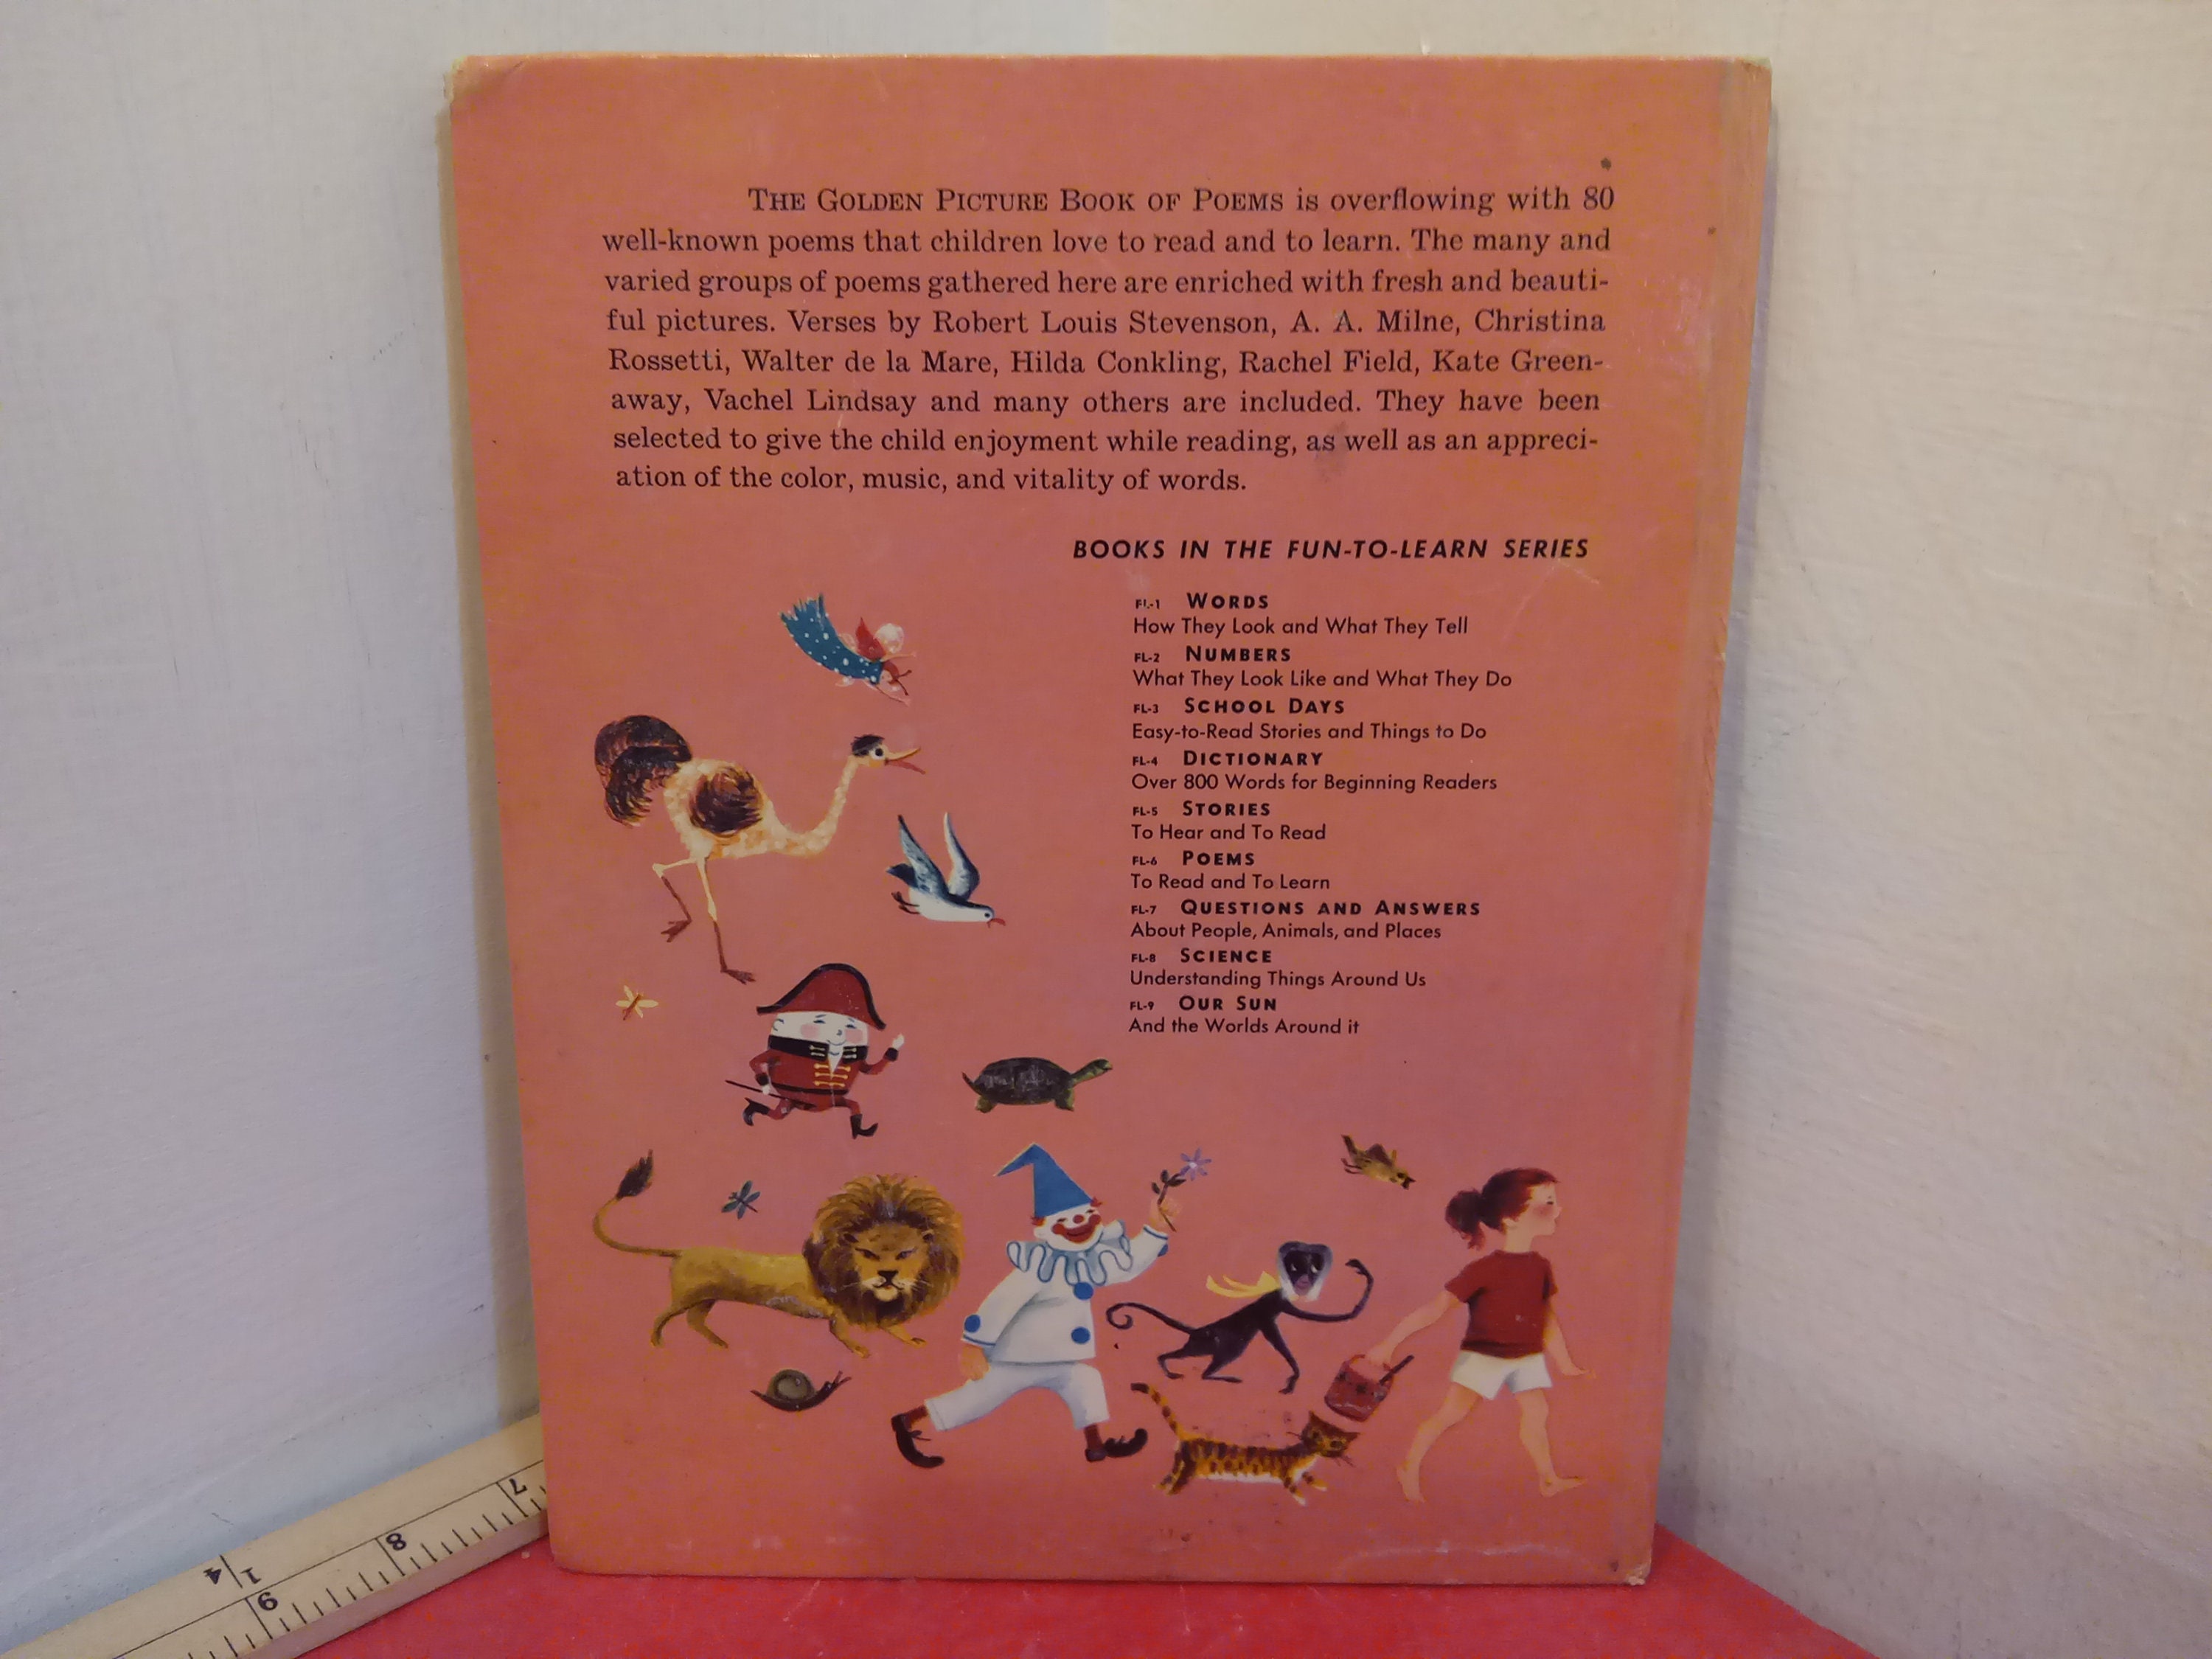 THE GOLDEN PICTURE BOOK OF POEMS is overflowing with 80
well-known poems that children love to read and to learn. The many and
varied groups of poems gathered here are enriched with fresh and beauti-
ful pictures. Verses by Robert Louis Stevenson, A. A. Milne, Christina
Rossetti, Walter de la Mare, Hilda Conkling, Rachel Field, Kate Green-
away, Vachel Lindsay and many others are included. They have been
selected to give the child enjoyment while reading, as well as an appreci-
ation of the color, music, and vitality of words.
BOOKS IN THE FUN-TO-LEARN SERIES
FL-1 WORDS
How They Look and What They Tell
FL-2 NUMBERS
What They Look Like and What They Do
FL-3 SCHOOL DAYS
Easy-to-Read Stories and Things to Do
FL-4 DICTIONARY
Over 800 Words for Beginning Readers
FL-5 STORIES
To Hear and To Read
FL-6 POEMS
To Read and To Learn
FL-7 QUESTIONS AND ANSWERS
About People, Animals, and Places
FL-8 SCIENCE
Understanding Things Around Us
FL-9 OUR SUN
And the Worlds Around it
7
8
9
1
4